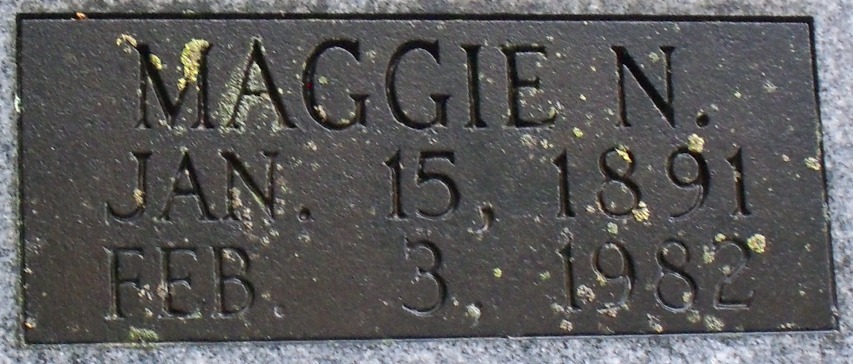 MAGGIE N.
JAN. 15, 1891
FEB. 3, 1982